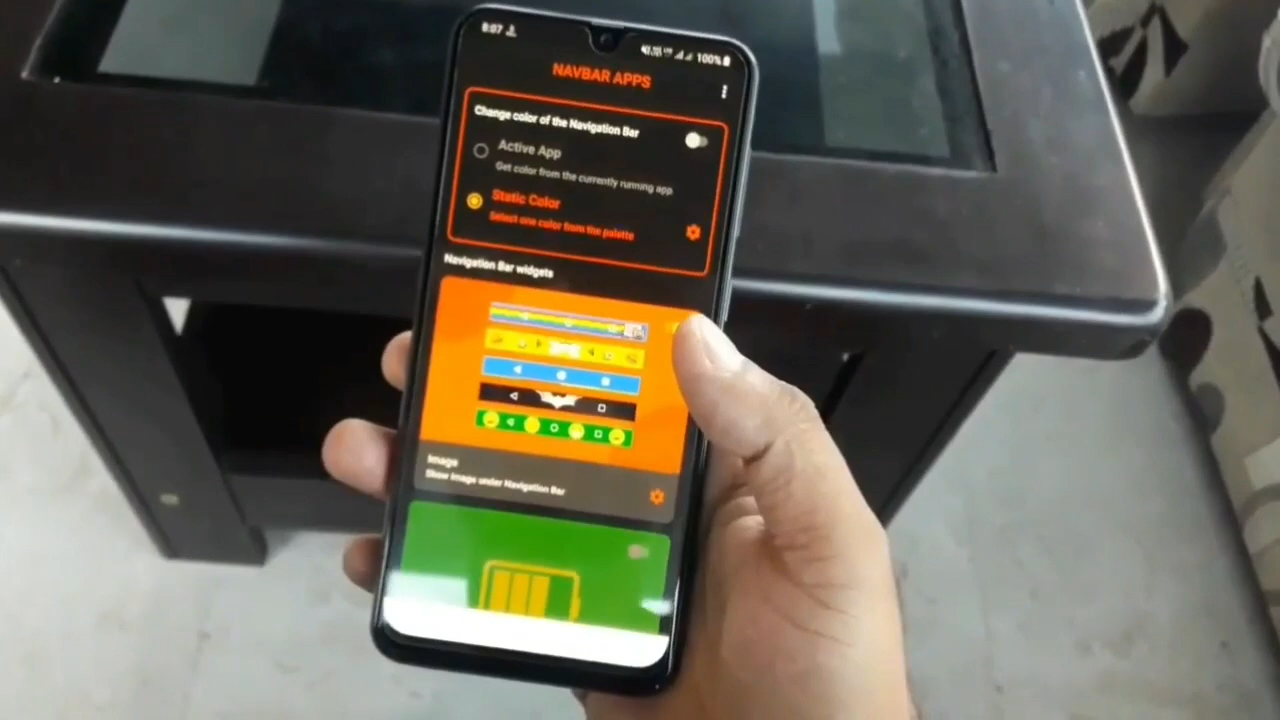 8:07
100%
NAVBAR APPS
Change color of the Navigation Bar
Active App
Get color from the currently running app
Static Color
Select one color from the palette
Navigation Bar widgets
Image
Show image under Navigation Bar